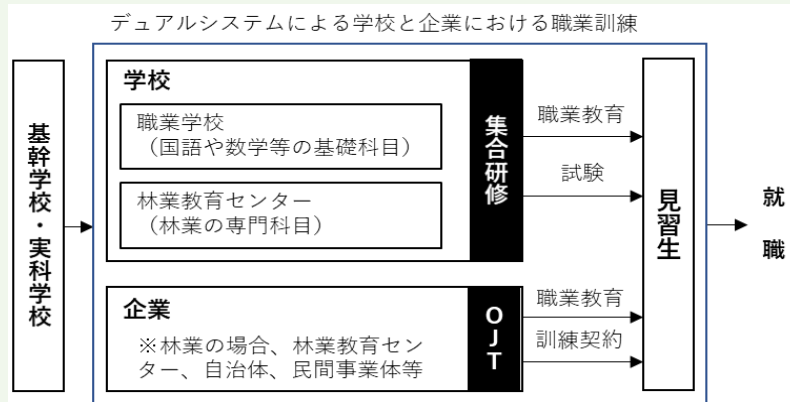 デュアルシステムによる学校と企業における職業訓練
基幹学校・実科学校
学校
職業学校
（国語や数学等の基礎科目）
林業教育センター
（林業の専門科目）
集合研修
職業教育
試験
企業
※林業の場合、林業教育セン
ター、自治体、民間事業体等
OJT
職業教育
訓練契約
見習生
就職